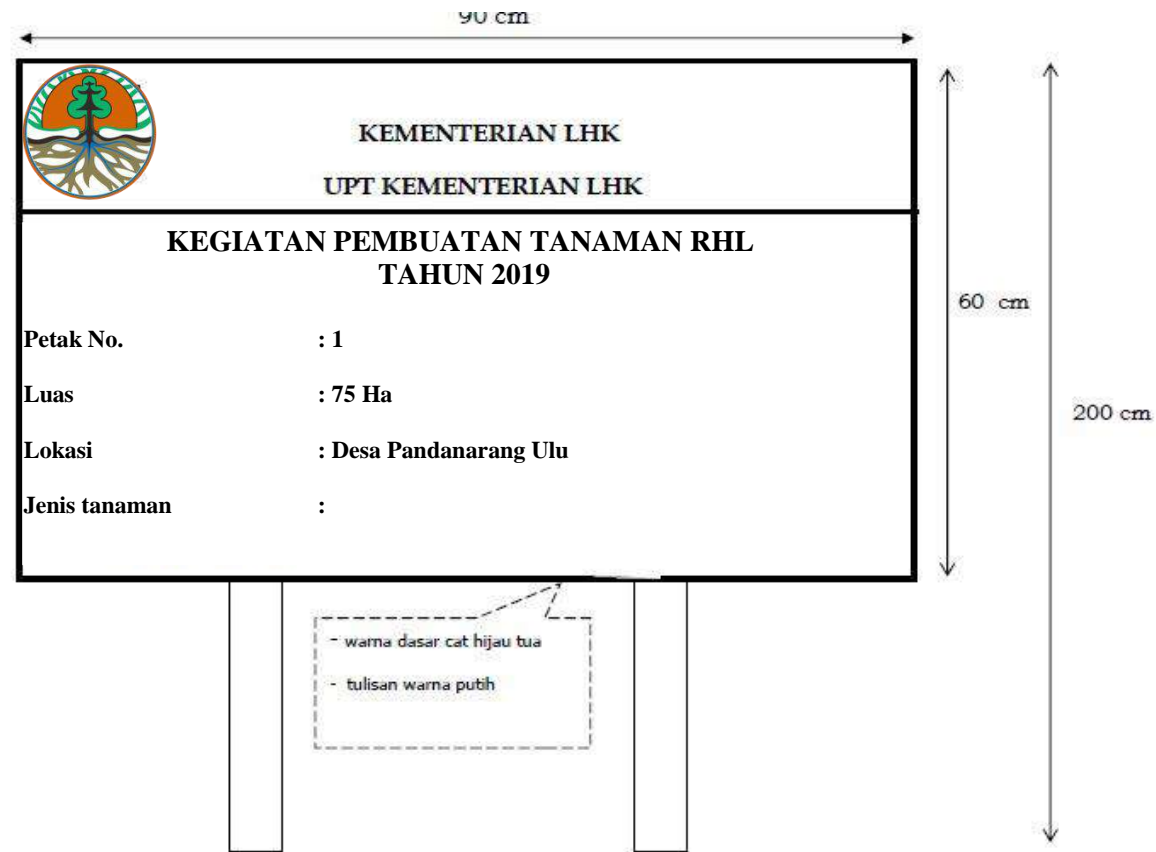 90 cm
KEMENTERIAN LHK
UPT KEMENTERIAN LHK
KEGIATAN PEMBUATAN TANAMAN RHL
TAHUN 2019
Petak No. : 1
Luas : 75 Ha
Lokasi : Desa Pandanarang Ulu
Jenis tanaman :
60 cm
200 cm
- warna dasar cat hijau tua
- tulisan warna putih